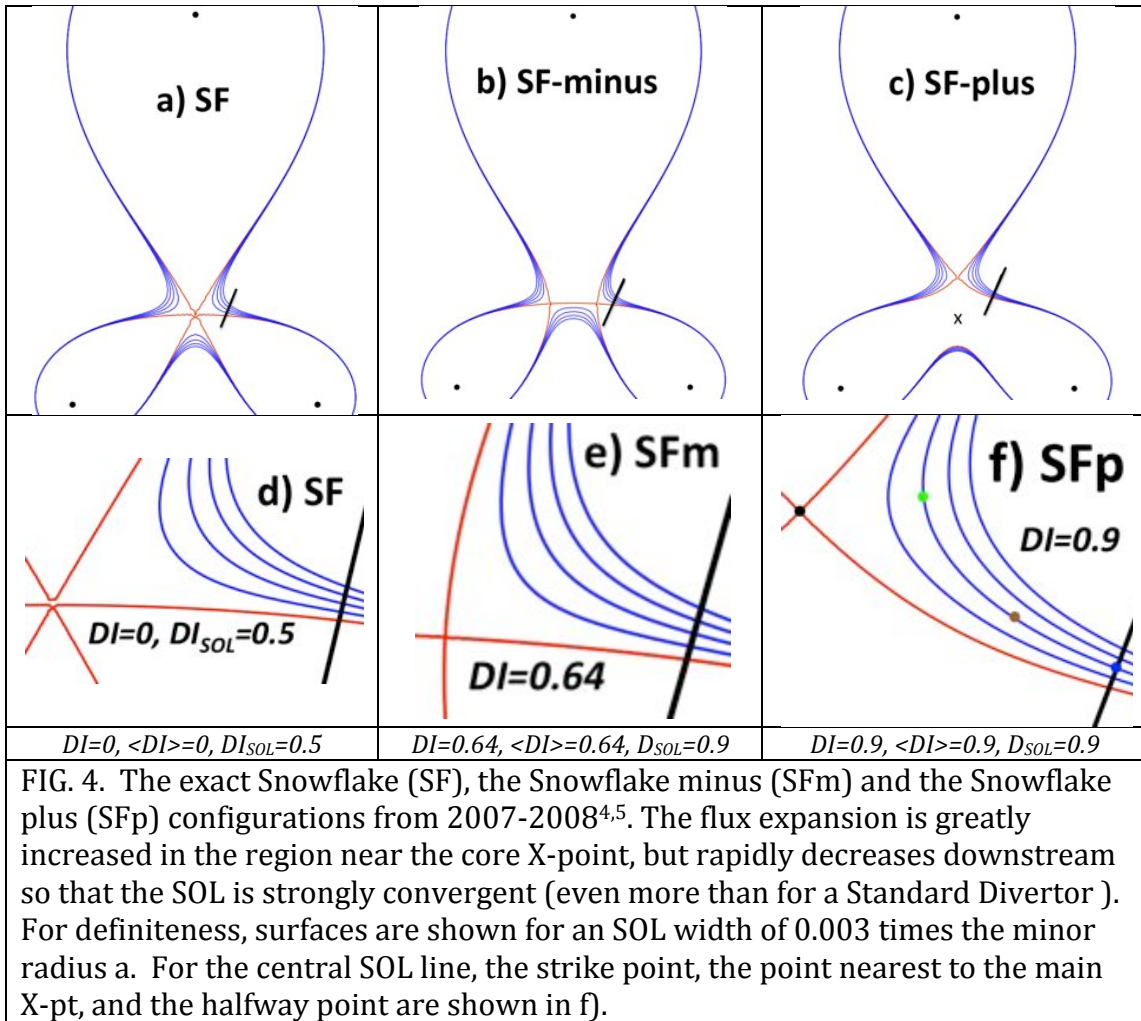 a) SF
b) SF-minus
c) SF-plus
x
d) SF
DI=0, DI_SOL=0.5
e) SFm
DI=0.64
f) SFp
DI=0.9
DI=0, <DI>=0, DI_SOL=0.5
DI=0.64, <DI>=0.64, D_SOL=0.9
DI=0.9, <DI>=0.9, D_SOL=0.9
FIG. 4. The exact Snowflake (SF), the Snowflake minus (SFm) and the Snowflake
plus (SFp) configurations from 2007-2008⁴,⁵. The flux expansion is greatly
increased in the region near the core X-point, but rapidly decreases downstream
so that the SOL is strongly convergent (even more than for a Standard Divertor ).
For definiteness, surfaces are shown for an SOL width of 0.003 times the minor
radius a. For the central SOL line, the strike point, the point nearest to the main
X-pt, and the halfway point are shown in f).